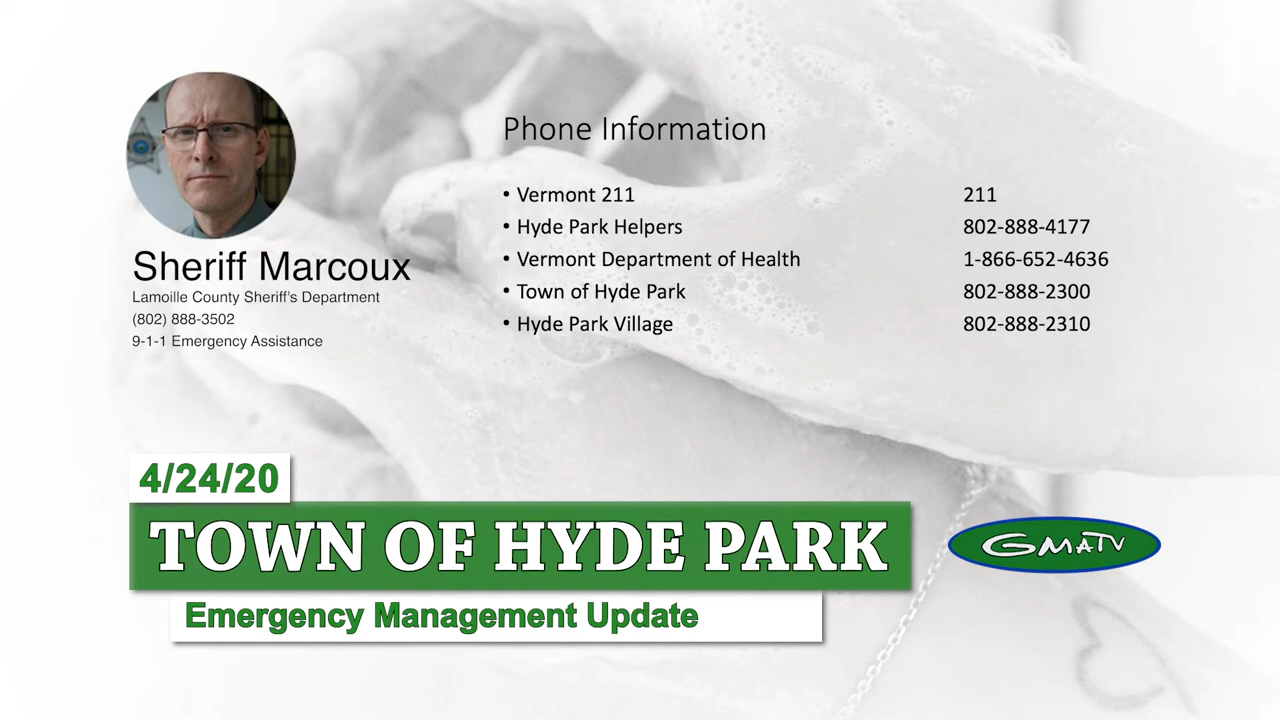 Sheriff Marcoux
Lamoille County Sheriff's Department
(802) 888-3502
9-1-1 Emergency Assistance
Phone Information
• Vermont 211 211
• Hyde Park Helpers 802-888-4177
• Vermont Department of Health 1-866-652-4636
• Town of Hyde Park 802-888-2300
• Hyde Park Village 802-888-2310
4/24/20
TOWN OF HYDE PARK
GMATV
Emergency Management Update